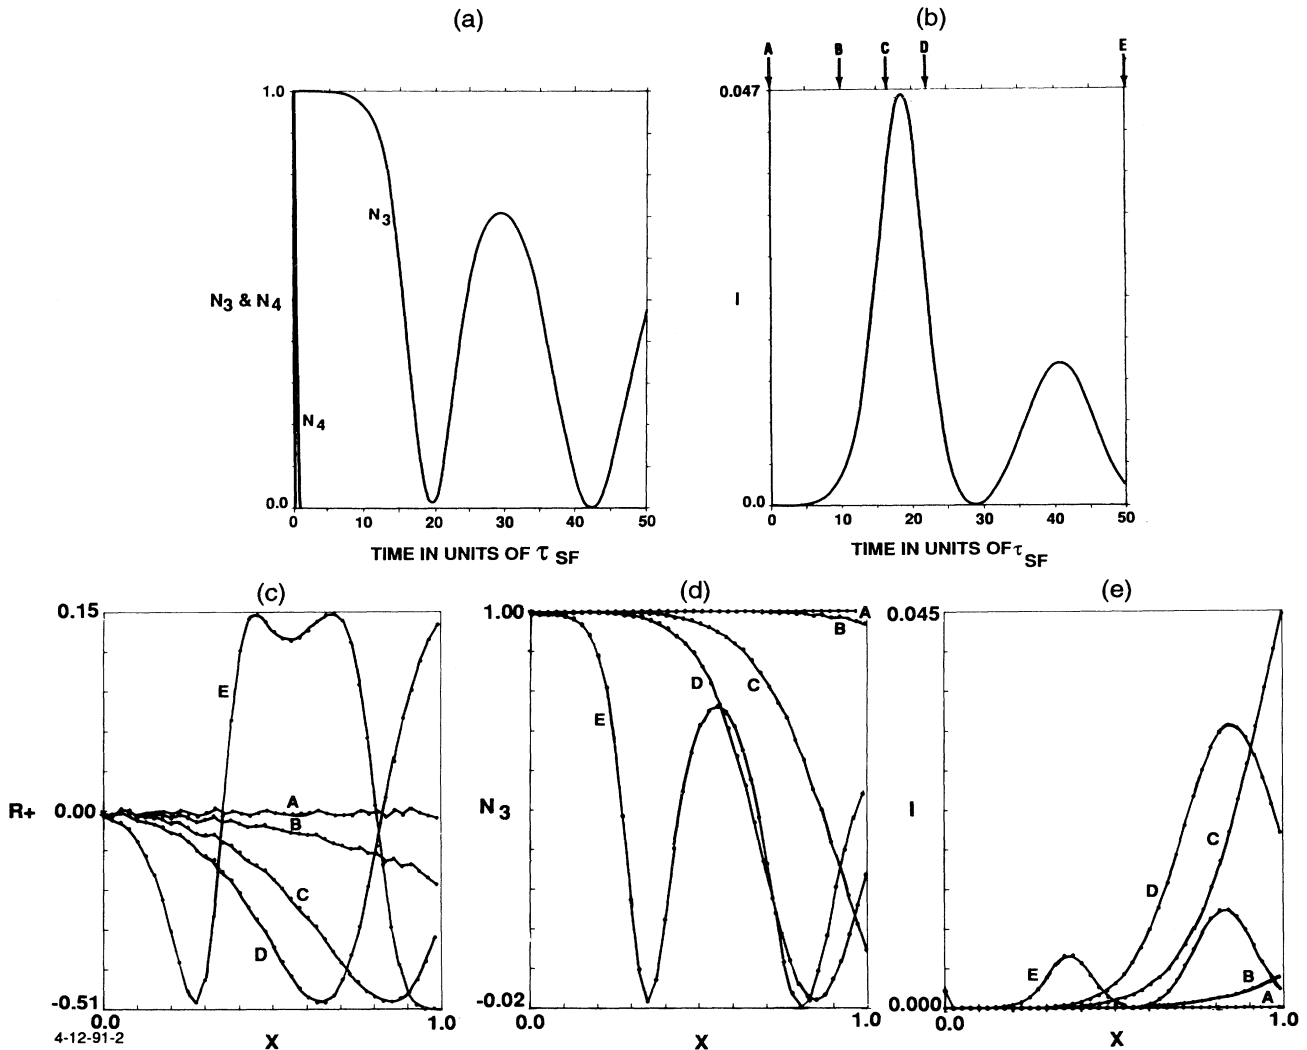 (a)
1.0
N3
N3 & N4
N4
0.0
0 10 20 30 40 50
TIME IN UNITS OF τ SF
(b)
A B C D E
0.047
I
0.0
0 10 20 30 40 50
TIME IN UNITS OF τ SF
(c)
0.15
E
R+
0.00
A
B
C
D
-0.51
0.0 1.0
X
4-12-91-2
(d)
1.00
A
B
D
C
E
N3
-0.02
0.0 1.0
X
(e)
0.045
I
C
D
E
B
A
0.000
0.0 1.0
X